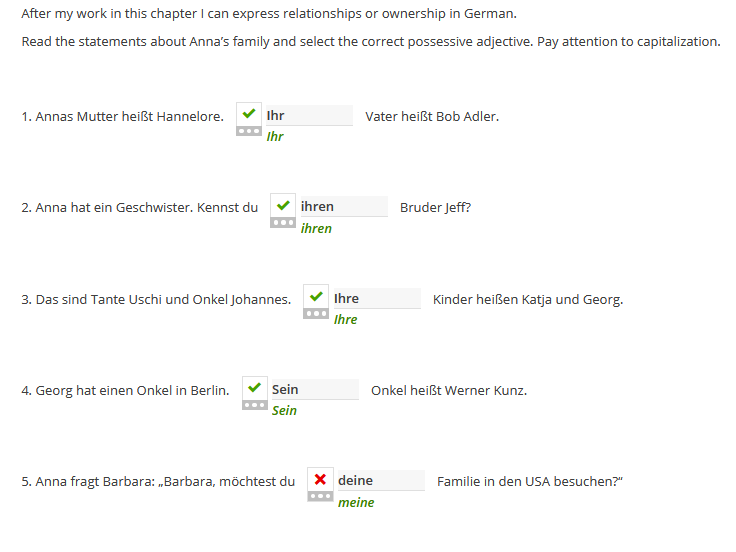 After my work in this chapter I can express relationships or ownership in German.
Read the statements about Anna’s family and select the correct possessive adjective. Pay attention to capitalization.
1. Annas Mutter heißt Hannelore. Ihr Vater heißt Bob Adler.
Ihr
2. Anna hat ein Geschwister. Kennst du ihren Bruder Jeff?
ihren
3. Das sind Tante Uschi und Onkel Johannes. Ihre Kinder heißen Katja und Georg.
Ihre
4. Georg hat einen Onkel in Berlin. Sein Onkel heißt Werner Kunz.
Sein
5. Anna fragt Barbara: „Barbara, möchtest du deine Familie in den USA besuchen?“
meine